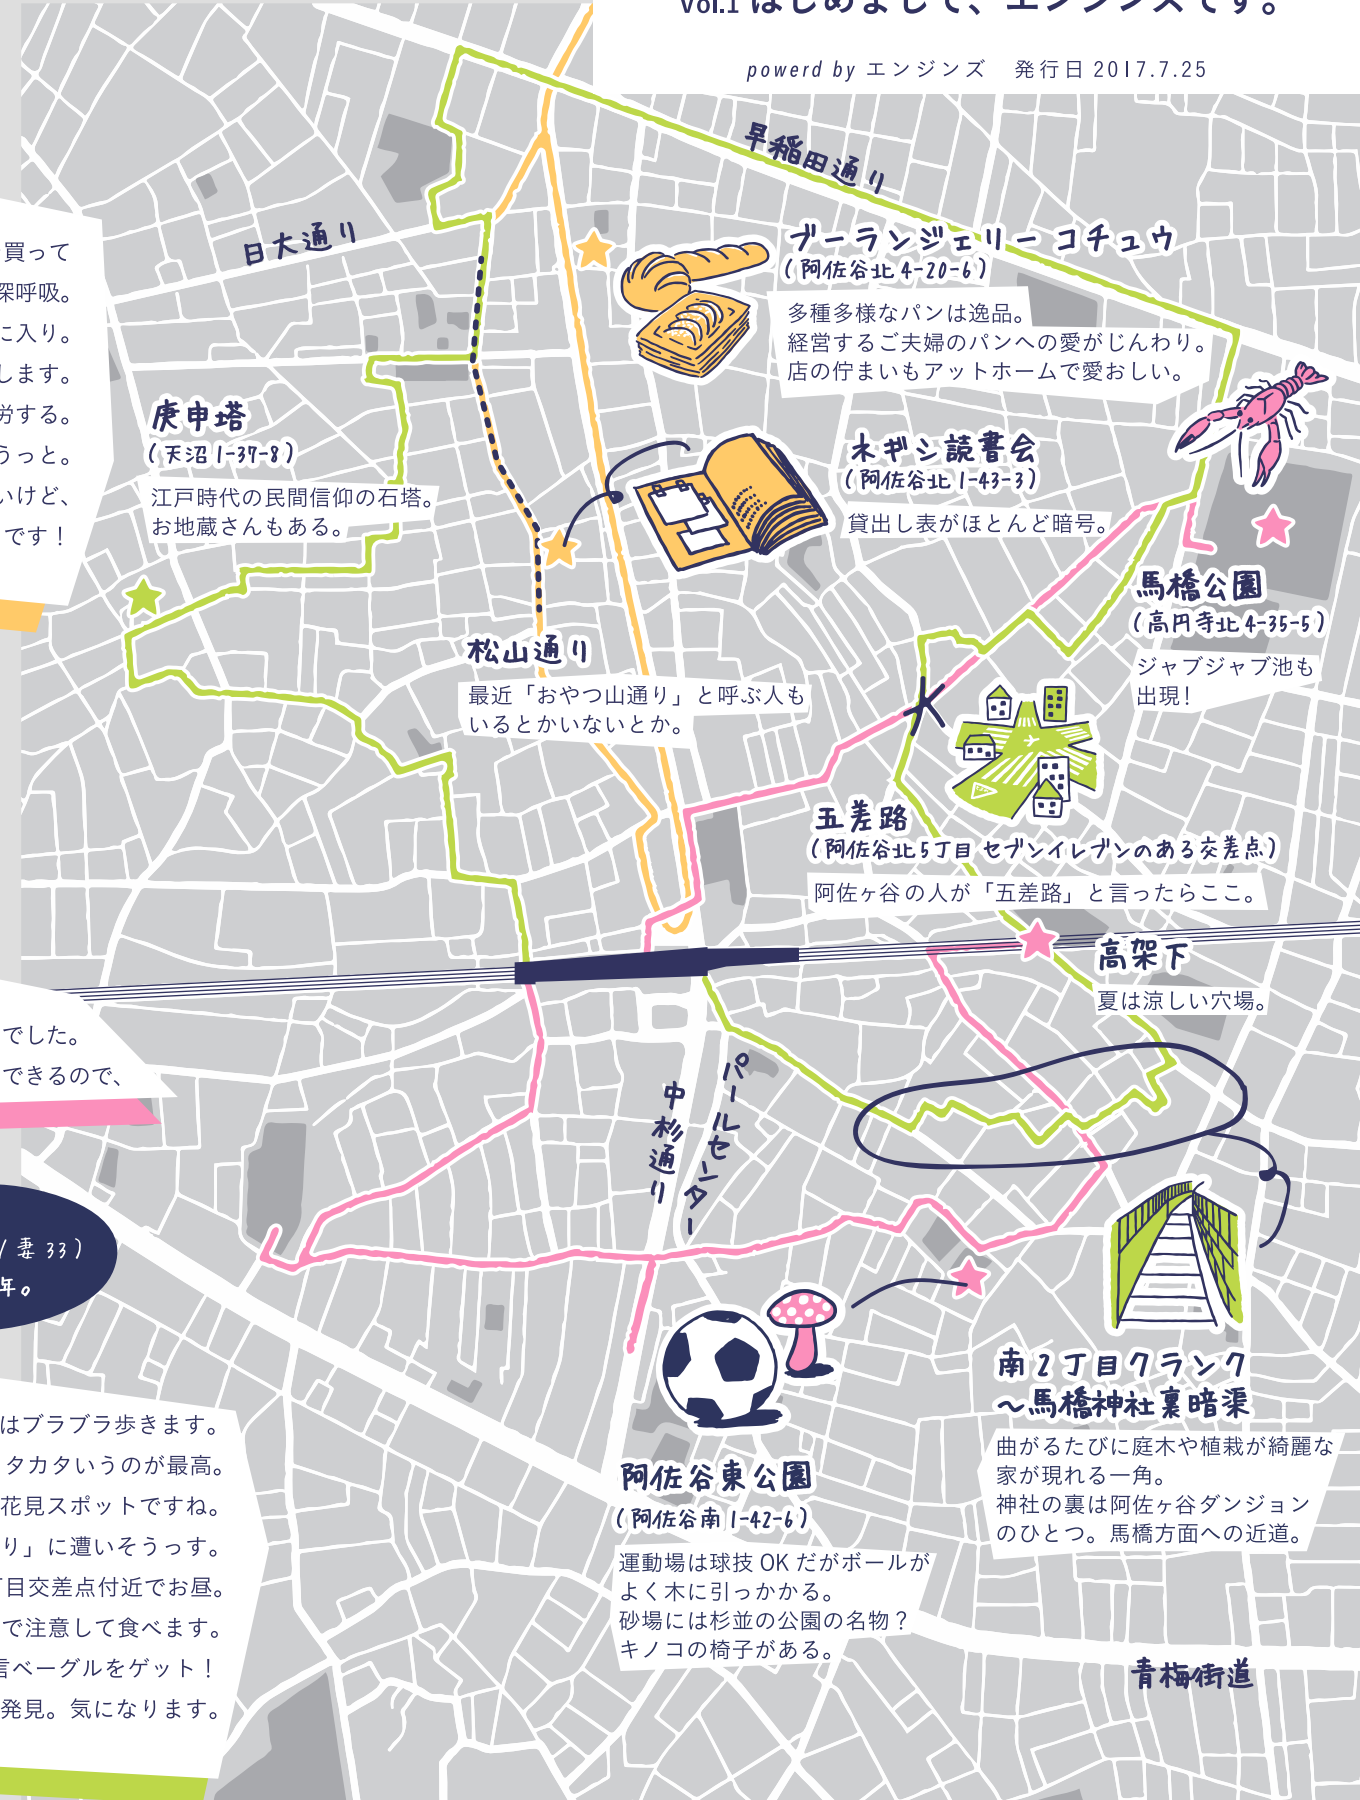 Vol.1 はじめまして、エンジンズです。
powerd by エンジンズ　発行日 2017.7.25
早稲田通り
日大通り
買って
深呼吸。
に入り。
します。
労する。
うっと。
いけど、
です！
ブーランジェリー コチュウ
(阿佐谷北 4-20-6)
多種多様なパンは逸品。
経営するご夫婦のパンへの愛がじんわり。
店の佇まいもアットホームで愛おしい。
庚申塔
(天沼 1-37-8)
江戸時代の民間信仰の石塔。
お地蔵さんもある。
ネギシ読書会
(阿佐谷北 1-43-3)
貸出し表がほとんど暗号。
馬橋公園
(高円寺北 4-35-5)
ジャブジャブ池も
出現！
松山通り
最近「おやつ山通り」と呼ぶ人も
いるとかいないとか。
五差路
(阿佐谷北 5丁目 セブンイレブンのある交差点)
阿佐ヶ谷の人が「五差路」と言ったらここ。
高架下
夏は涼しい穴場。
でした。
できるので、
パールセンター
中杉通り
/ 妻 33)
年。
南2丁目クランク
〜馬橋神社裏暗渠
曲がるたびに庭木や植栽が綺麗な
家が現れる一角。
神社の裏は阿佐ヶ谷ダンジョン
のひとつ。馬橋方面への近道。
はブラブラ歩きます。
タカタいうのが最高。
花見スポットですね。
り」に遭いそうっす。
丁目交差点付近でお昼。
で注意して食べます。
言ベーグルをゲット！
発見。気になります。
阿佐谷東公園
(阿佐谷南 1-42-6)
運動場は球技 OK だがボールが
よく木に引っかかる。
砂場には杉並の公園の名物？
キノコの椅子がある。
青梅街道